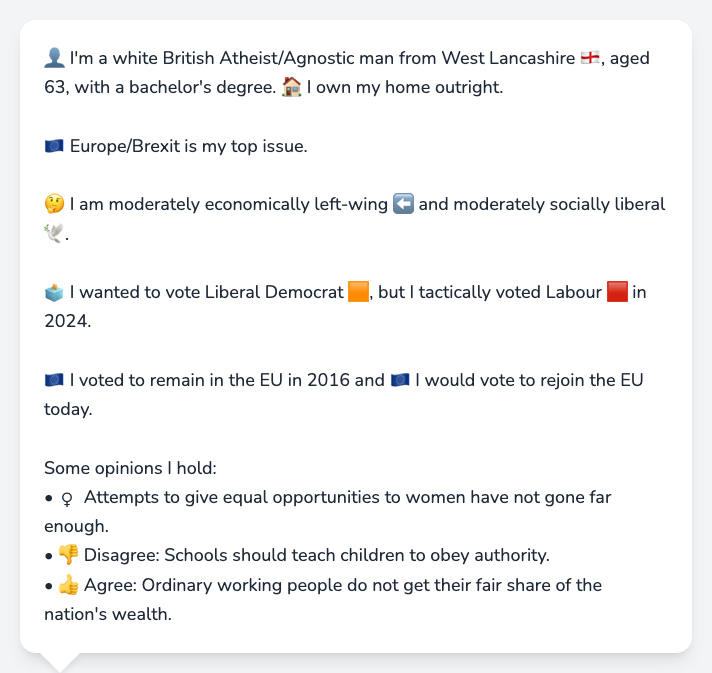 👤 I'm a white British Atheist/Agnostic man from West Lancashire 🏴󠁧󠁢󠁥󠁮󠁧󠁿, aged
63, with a bachelor's degree. 🏠 I own my home outright.
🇪🇺 Europe/Brexit is my top issue.
🤔 I am moderately economically left-wing ⬅️ and moderately socially liberal
🕊️.
🗳️ I wanted to vote Liberal Democrat 🟧, but I tactically voted Labour 🟥 in
2024.
🇪🇺 I voted to remain in the EU in 2016 and 🇪🇺 I would vote to rejoin the EU
today.
Some opinions I hold:
• ♀ Attempts to give equal opportunities to women have not gone far
enough.
• 👎 Disagree: Schools should teach children to obey authority.
• 👍 Agree: Ordinary working people do not get their fair share of the
nation's wealth.